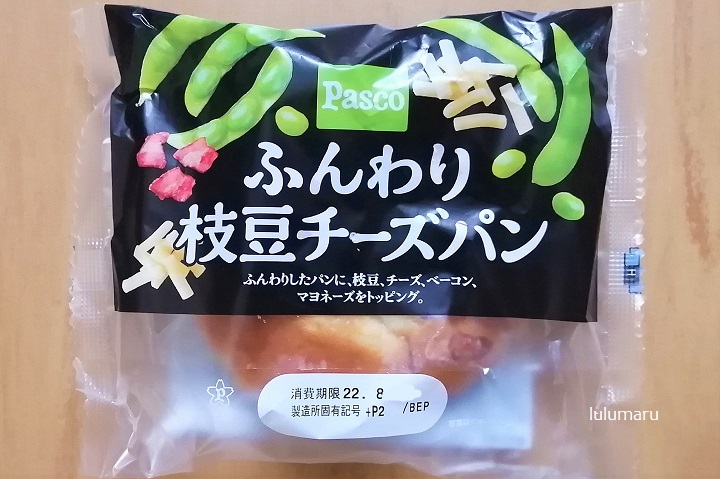 Pasco
ふんわり
枝豆チーズパン
ふんわりしたパンに、枝豆、チーズ、ベーコン、
マヨネーズをトッピング。
消費期限 22. 8
製造所固有記号 +P2 /BEP
lulumaru